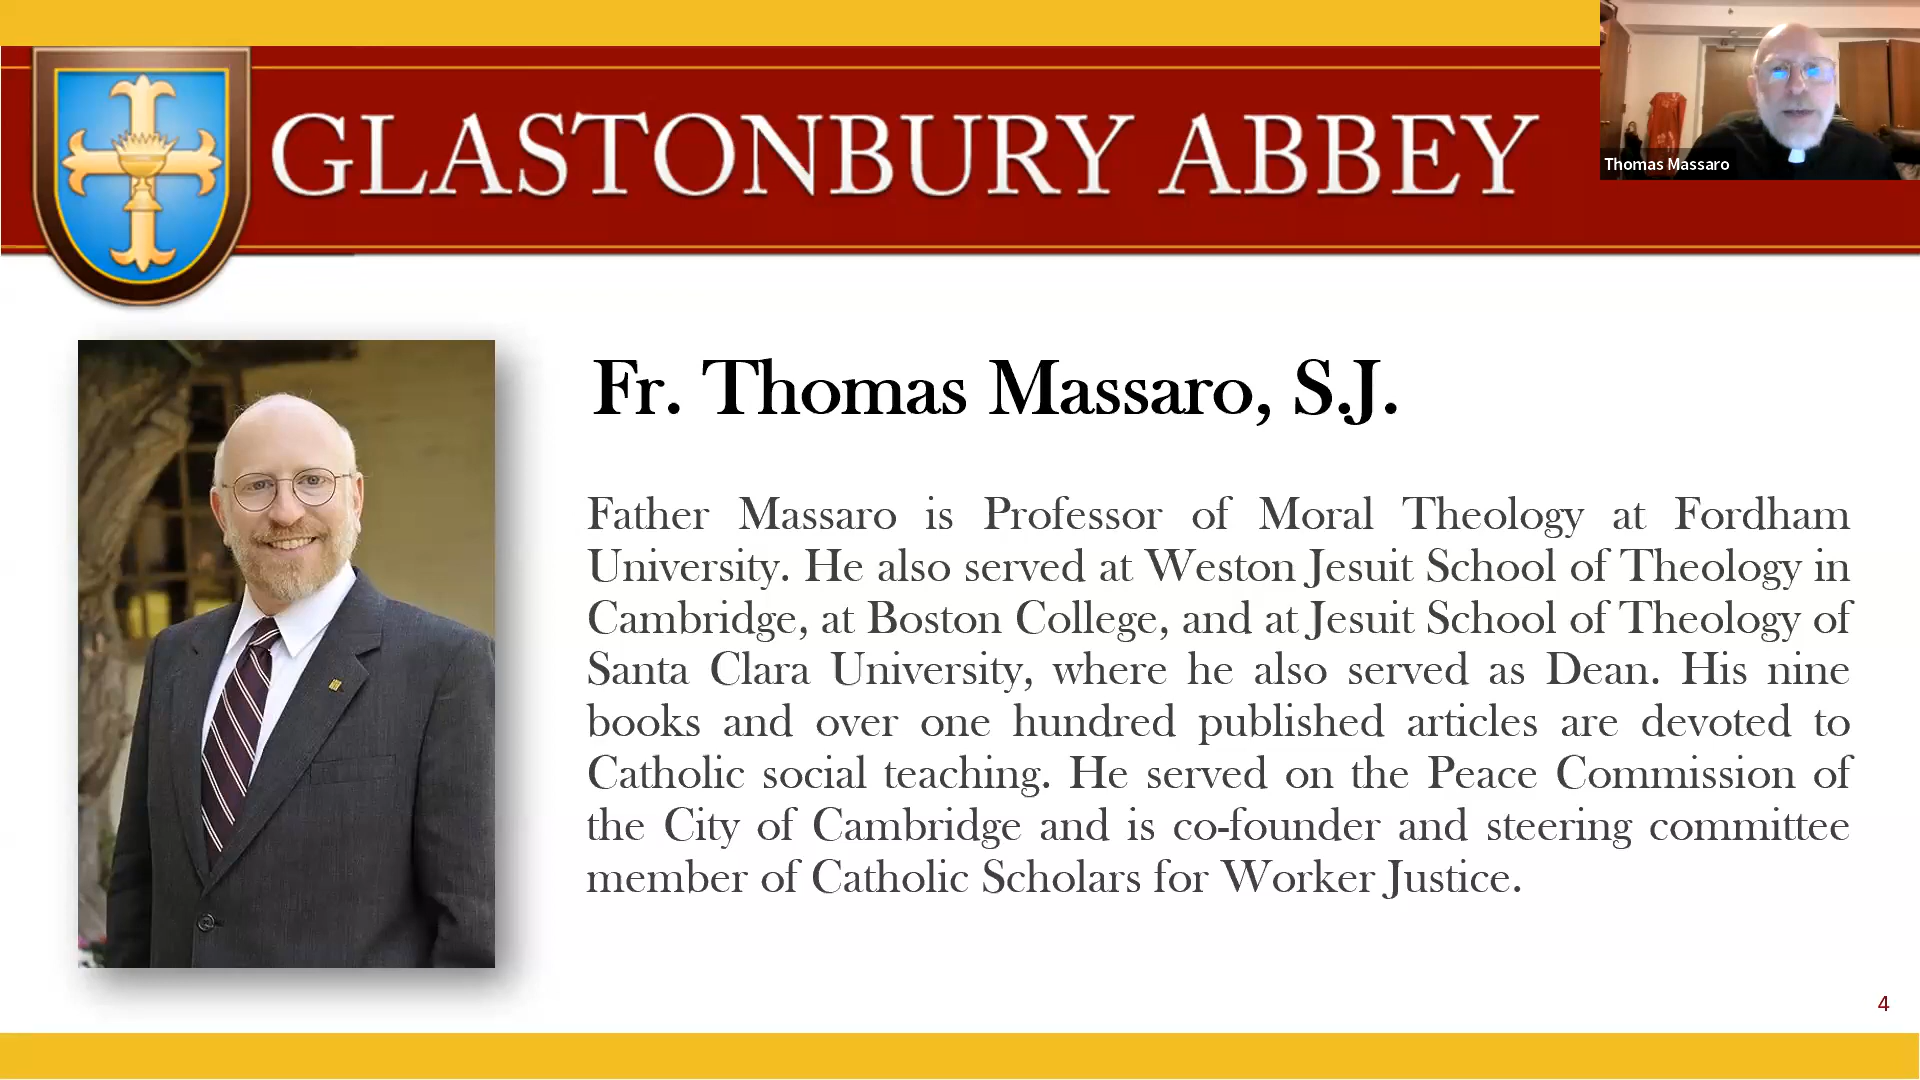 GLASTONBURY ABBEY
Thomas Massaro
Fr. Thomas Massaro, S.J.
Father Massaro is Professor of Moral Theology at Fordham
University. He also served at Weston Jesuit School of Theology in
Cambridge, at Boston College, and at Jesuit School of Theology of
Santa Clara University, where he also served as Dean. His nine
books and over one hundred published articles are devoted to
Catholic social teaching. He served on the Peace Commission of
the City of Cambridge and is co-founder and steering committee
member of Catholic Scholars for Worker Justice.
4